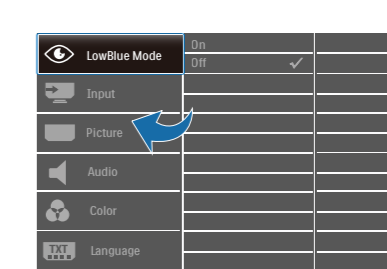 LowBlue Mode
On
Off
Input
Picture
Audio
Color
TXT
Language